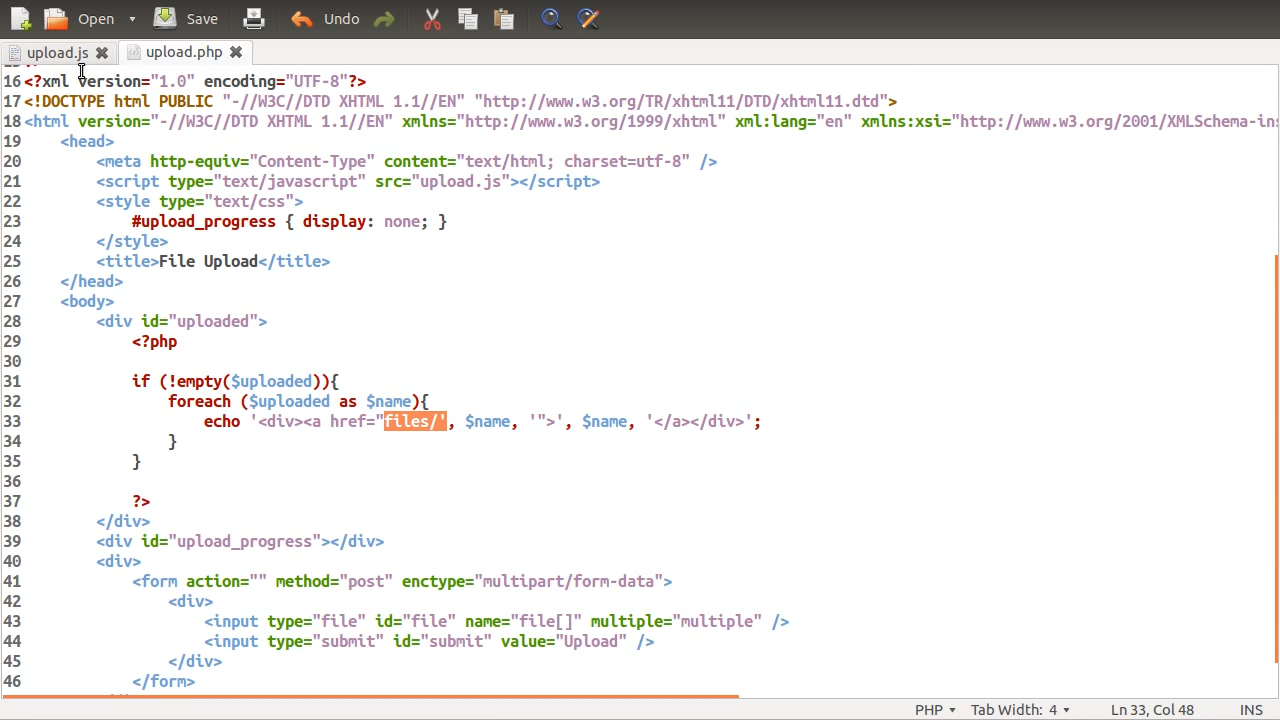 Open Save Undo
upload.js upload.php
16 <?xml version="1.0" encoding="UTF-8"?>
17 <!DOCTYPE html PUBLIC "-//W3C//DTD XHTML 1.1//EN" "http://www.w3.org/TR/xhtml11/DTD/xhtml11.dtd">
18 <html version="-//W3C//DTD XHTML 1.1//EN" xmlns="http://www.w3.org/1999/xhtml" xml:lang="en" xmlns:xsi="http://www.w3.org/2001/XMLSchema-ins
19 <head>
20 <meta http-equiv="Content-Type" content="text/html; charset=utf-8" />
21 <script type="text/javascript" src="upload.js"></script>
22 <style type="text/css">
23 #upload_progress { display: none; }
24 </style>
25 <title>File Upload</title>
26 </head>
27 <body>
28 <div id="uploaded">
29 <?php
30
31 if (!empty($uploaded)){
32 foreach ($uploaded as $name){
33 echo '<div><a href="files/', $name, '">', $name, '</a></div>';
34 }
35 }
36
37 ?>
38 </div>
39 <div id="upload_progress"></div>
40 <div>
41 <form action="" method="post" enctype="multipart/form-data">
42 <div>
43 <input type="file" id="file" name="file[]" multiple="multiple" />
44 <input type="submit" id="submit" value="Upload" />
45 </div>
46 </form>
PHP Tab Width: 4 Ln 33, Col 48 INS